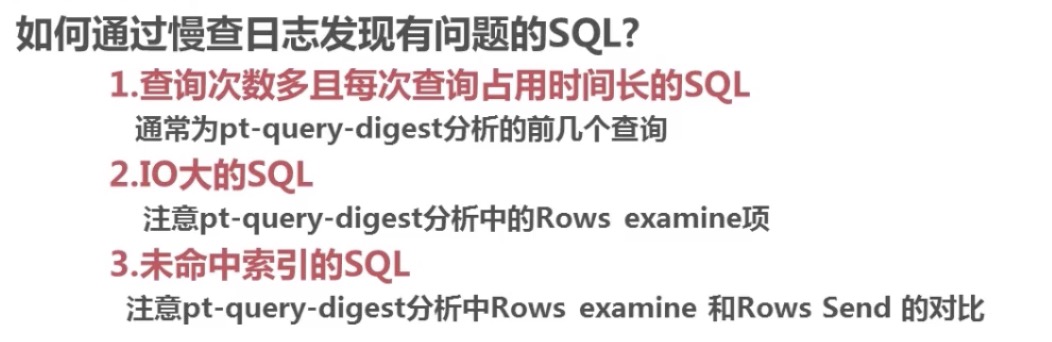 如何通过慢查日志发现有问题的SQL?
1.查询次数多且每次查询占用时间长的SQL
通常为pt-query-digest分析的前几个查询
2.IO大的SQL
注意pt-query-digest分析中的Rows examine项
3.未命中索引的SQL
注意pt-query-digest分析中Rows examine 和Rows Send 的对比